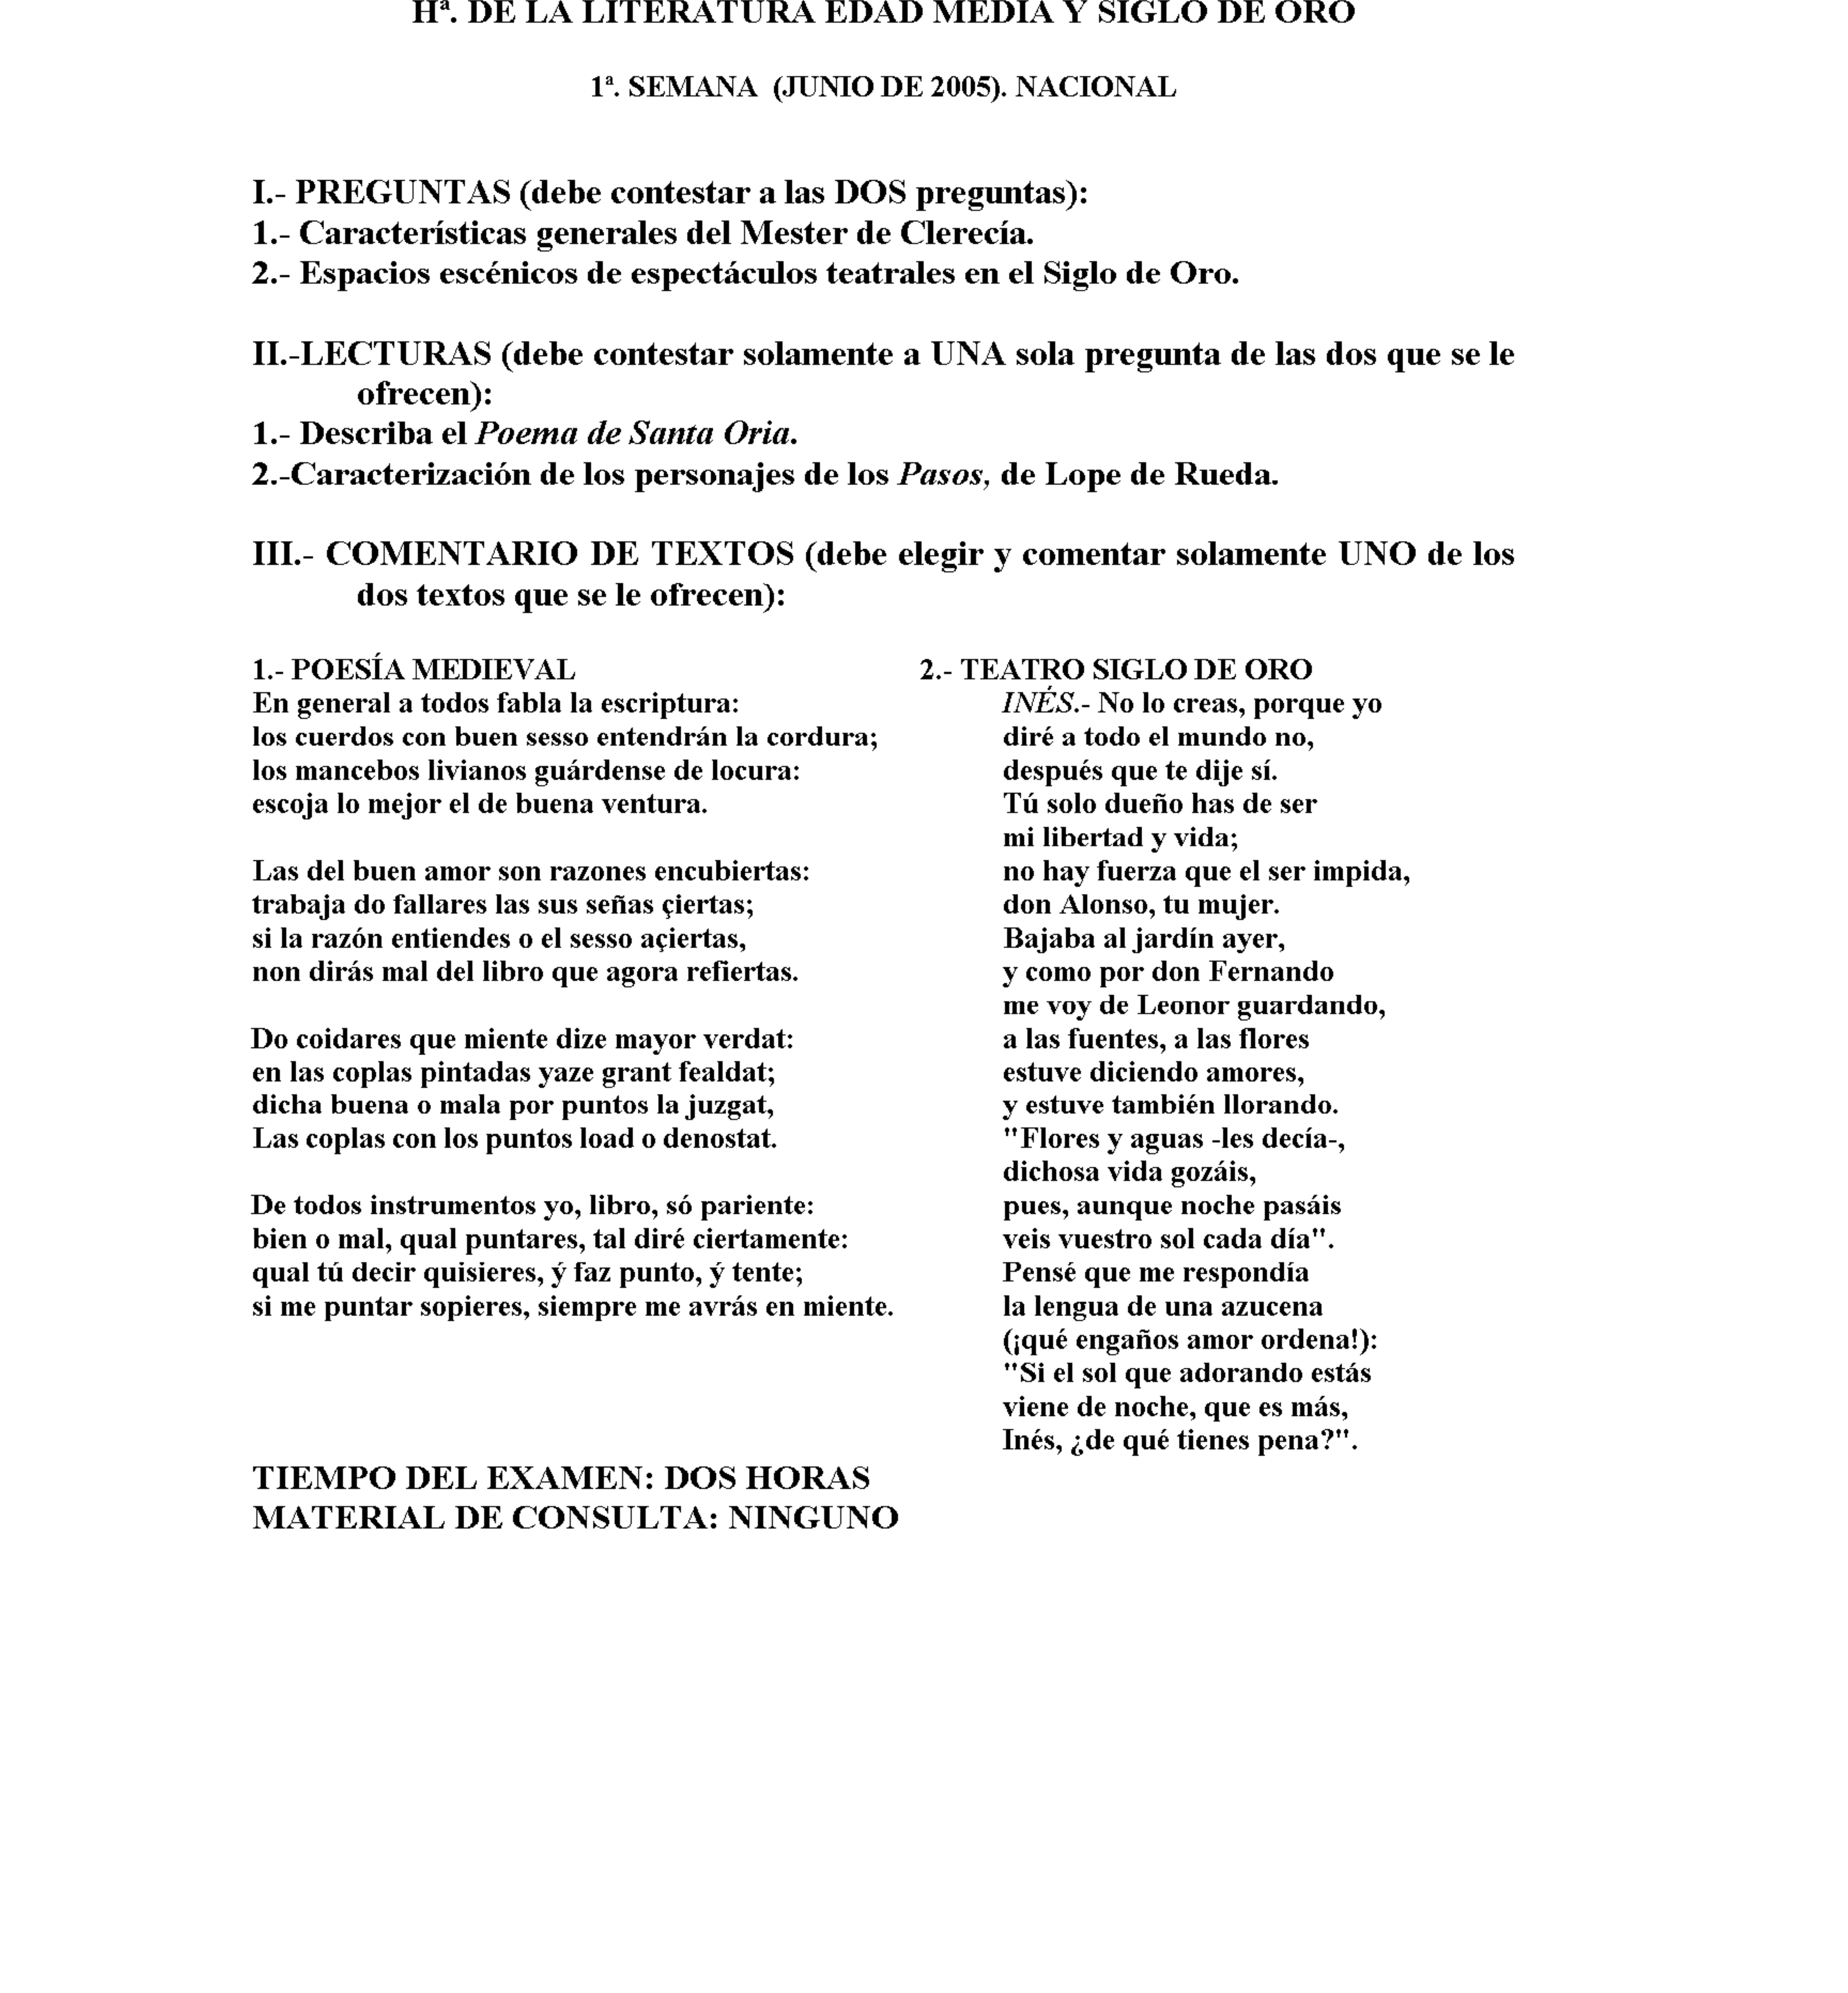 Hª. DE LA LITERATURA EDAD MEDIA Y SIGLO DE ORO
1ª. SEMANA (JUNIO DE 2005). NACIONAL
I.- PREGUNTAS (debe contestar a las DOS preguntas):
1.- Características generales del Mester de Clerecía.
2.- Espacios escénicos de espectáculos teatrales en el Siglo de Oro.
II.-LECTURAS (debe contestar solamente a UNA sola pregunta de las dos que se le
ofrecen):
1.- Describa el Poema de Santa Oria.
2.-Caracterización de los personajes de los Pasos, de Lope de Rueda.
III.- COMENTARIO DE TEXTOS (debe elegir y comentar solamente UNO de los
dos textos que se le ofrecen):
1.- POESÍA MEDIEVAL
En general a todos fabla la escriptura:
los cuerdos con buen sesso entendrán la cordura;
los mancebos livianos guárdense de locura:
escoja lo mejor el de buena ventura.
Las del buen amor son razones encubiertas:
trabaja do fallares las sus señas çiertas;
si la razón entiendes o el sesso açiertas,
non dirás mal del libro que agora refiertas.
Do coidares que miente dize mayor verdat:
en las coplas pintadas yaze grant fealdat;
dicha buena o mala por puntos la juzgat,
Las coplas con los puntos load o denostat.
De todos instrumentos yo, libro, só pariente:
bien o mal, qual puntares, tal diré ciertamente:
qual tú decir quisieres, ý faz punto, ý tente;
si me puntar sopieres, siempre me avrás en miente.
2.- TEATRO SIGLO DE ORO
INÉS.- No lo creas, porque yo
diré a todo el mundo no,
después que te dije sí.
Tú solo dueño has de ser
mi libertad y vida;
no hay fuerza que el ser impida,
don Alonso, tu mujer.
Bajaba al jardín ayer,
y como por don Fernando
me voy de Leonor guardando,
a las fuentes, a las flores
estuve diciendo amores,
y estuve también llorando.
"Flores y aguas -les decía-,
dichosa vida gozáis,
pues, aunque noche pasáis
veis vuestro sol cada día".
Pensé que me respondía
la lengua de una azucena
(¡qué engaños amor ordena!):
"Si el sol que adorando estás
viene de noche, que es más,
Inés, ¿de qué tienes pena?".
TIEMPO DEL EXAMEN: DOS HORAS
MATERIAL DE CONSULTA: NINGUNO